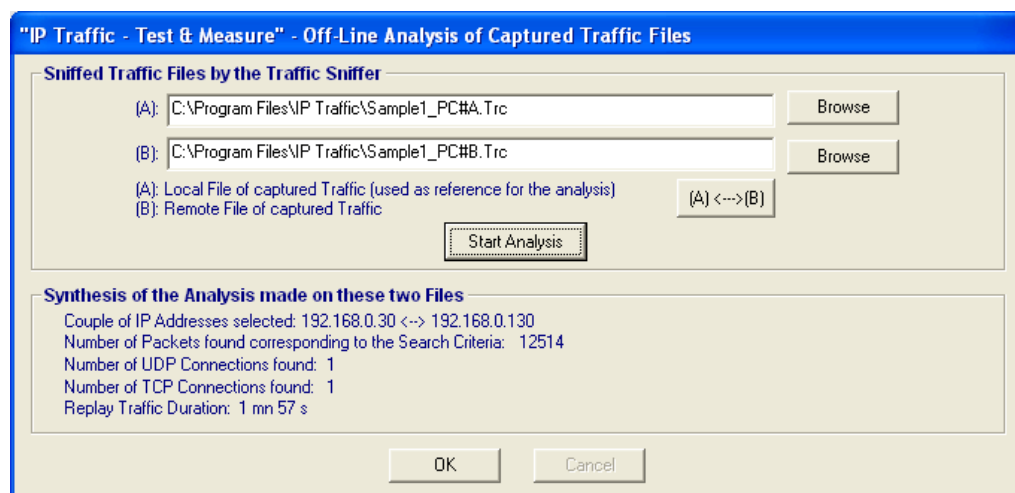 "IP Traffic - Test & Measure" - Off-Line Analysis of Captured Traffic Files
Sniffed Traffic Files by the Traffic Sniffer
(A): C:\Program Files\IP Traffic\Sample1_PC#A.Trc Browse
(B): C:\Program Files\IP Traffic\Sample1_PC#B.Trc Browse
(A): Local File of captured Traffic (used as reference for the analysis)
(B): Remote File of captured Traffic
(A) <--->(B)
Start Analysis
Synthesis of the Analysis made on these two Files
Couple of IP Addresses selected: 192.168.0.30 <--> 192.168.0.130
Number of Packets found corresponding to the Search Criteria: 12514
Number of UDP Connections found: 1
Number of TCP Connections found: 1
Replay Traffic Duration: 1 mn 57 s
OK Cancel